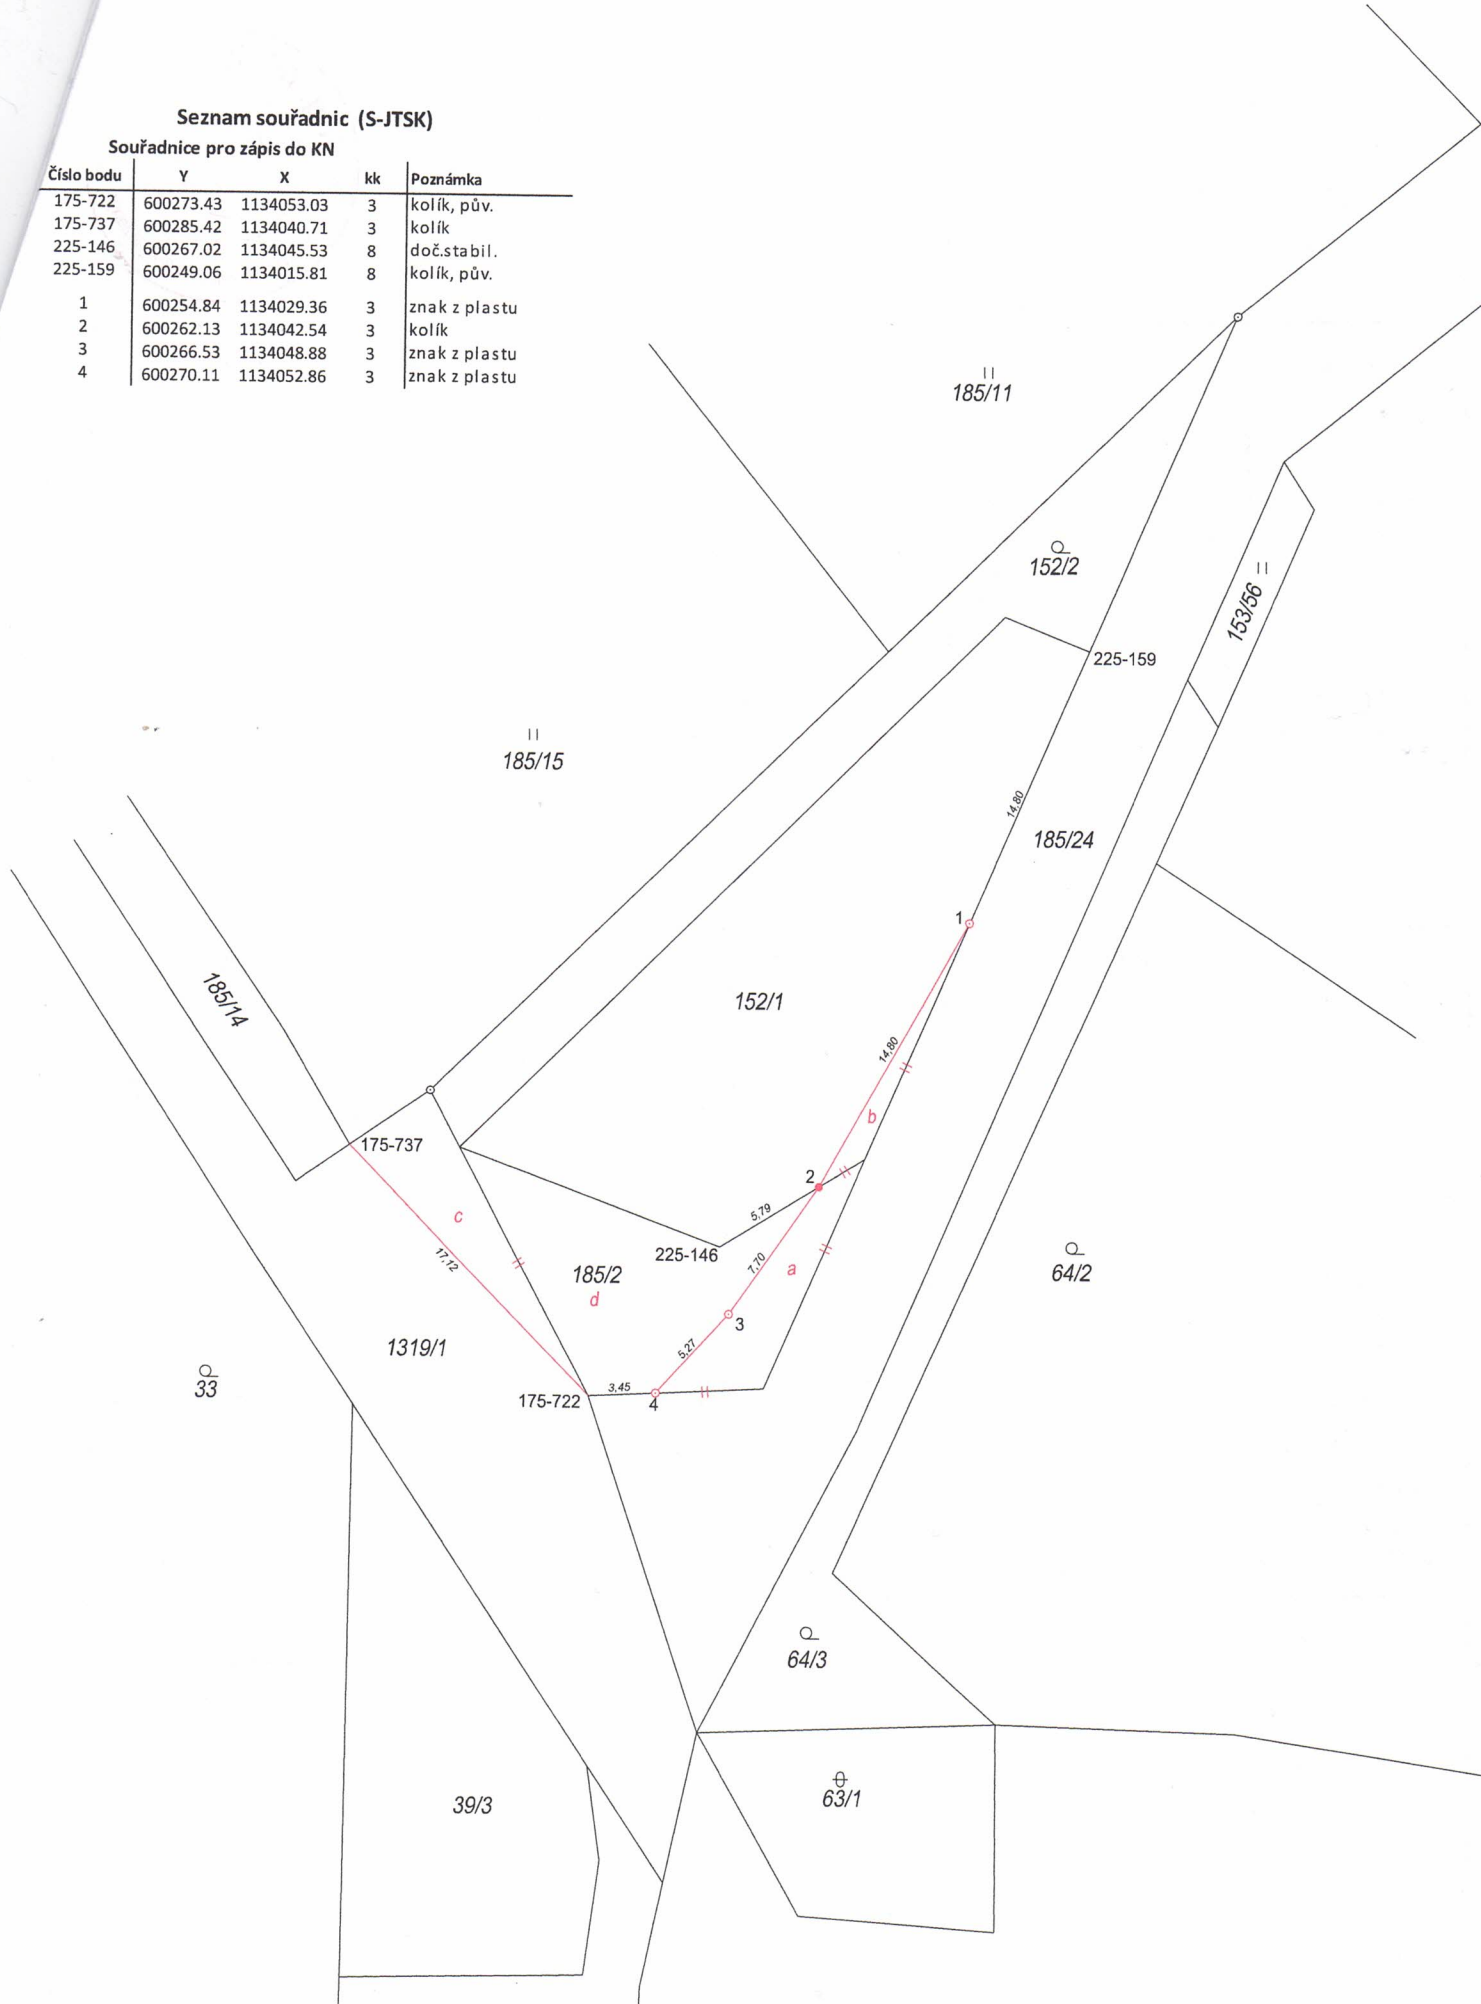 Seznam souřadnic (S-JTSK)
Souřadnice pro zápis do KN
Číslo bodu Y X kk Poznámka
175-722 600273.43 1134053.03 3 kolík, pův.
175-737 600285.42 1134040.71 3 kolík
225-146 600267.02 1134045.53 8 doč.stabil.
225-159 600249.06 1134015.81 8 kolík, pův.
1 600254.84 1134029.36 3 znak z plastu
2 600262.13 1134042.54 3 kolík
3 600266.53 1134048.88 3 znak z plastu
4 600270.11 1134052.86 3 znak z plastu
185/11
152/2
153/56
225-159
185/15
14,80
185/24
1
185/14
152/1
14,80
b
175-737
2
c
5,79
225-146
7,70
17,12
185/2
a
64/2
d
3
1319/1
5,27
33
3,45
175-722
4
64/3
63/1
39/3